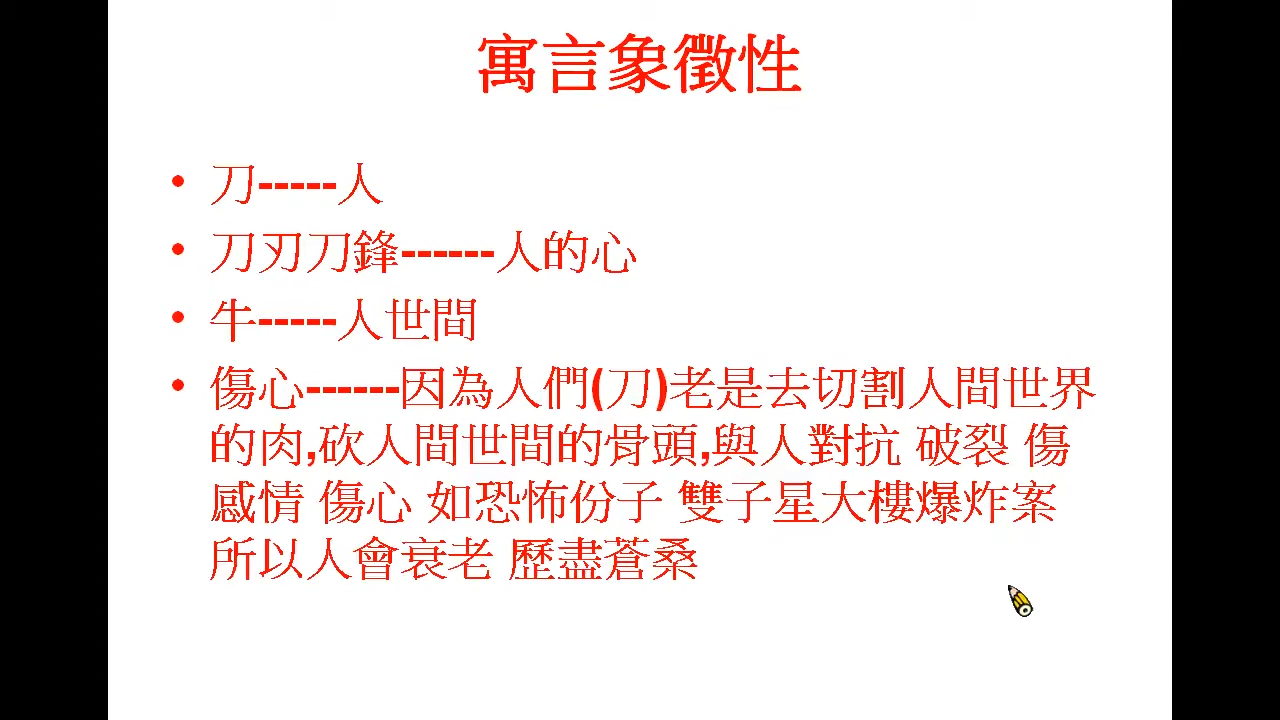 寓言象徵性
• 刀-----人
• 刀刃刀鋒------人的心
• 牛-----人世間
• 傷心------因為人們(刀)老是去切割人間世界
的肉,砍人間世間的骨頭,與人對抗 破裂 傷
感情 傷心 如恐怖份子 雙子星大樓爆炸案
所以人會衰老 歷盡蒼桑